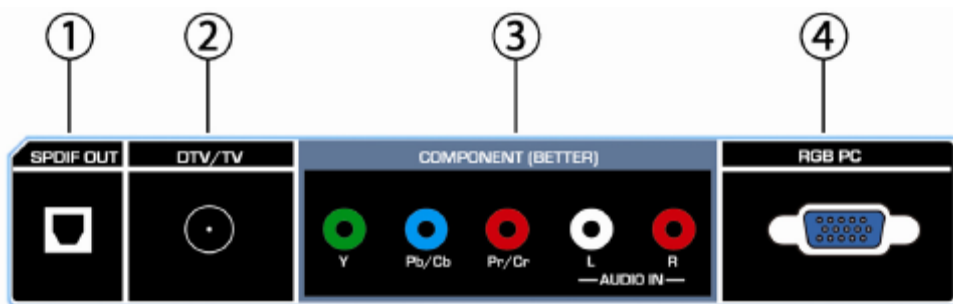 ① ② ③ ④
SPDIF OUT DTV/TV COMPONENT (BETTER) RGB PC
Y Pb/Cb Pr/Cr L R
AUDIO IN